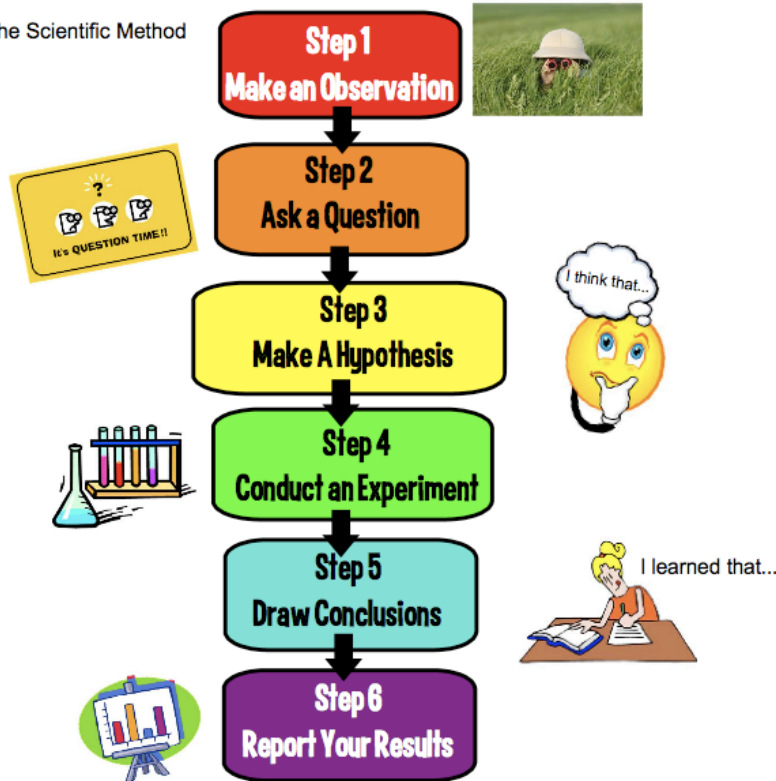 he Scientific Method
Step 1
Make an Observation
Step 2
Ask a Question
?
It's QUESTION TIME!!
Step 3
Make A Hypothesis
I think that...
Step 4
Conduct an Experiment
Step 5
Draw Conclusions
I learned that...
Step 6
Report Your Results